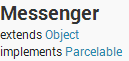 Messenger
extends Object
implements Parcelable